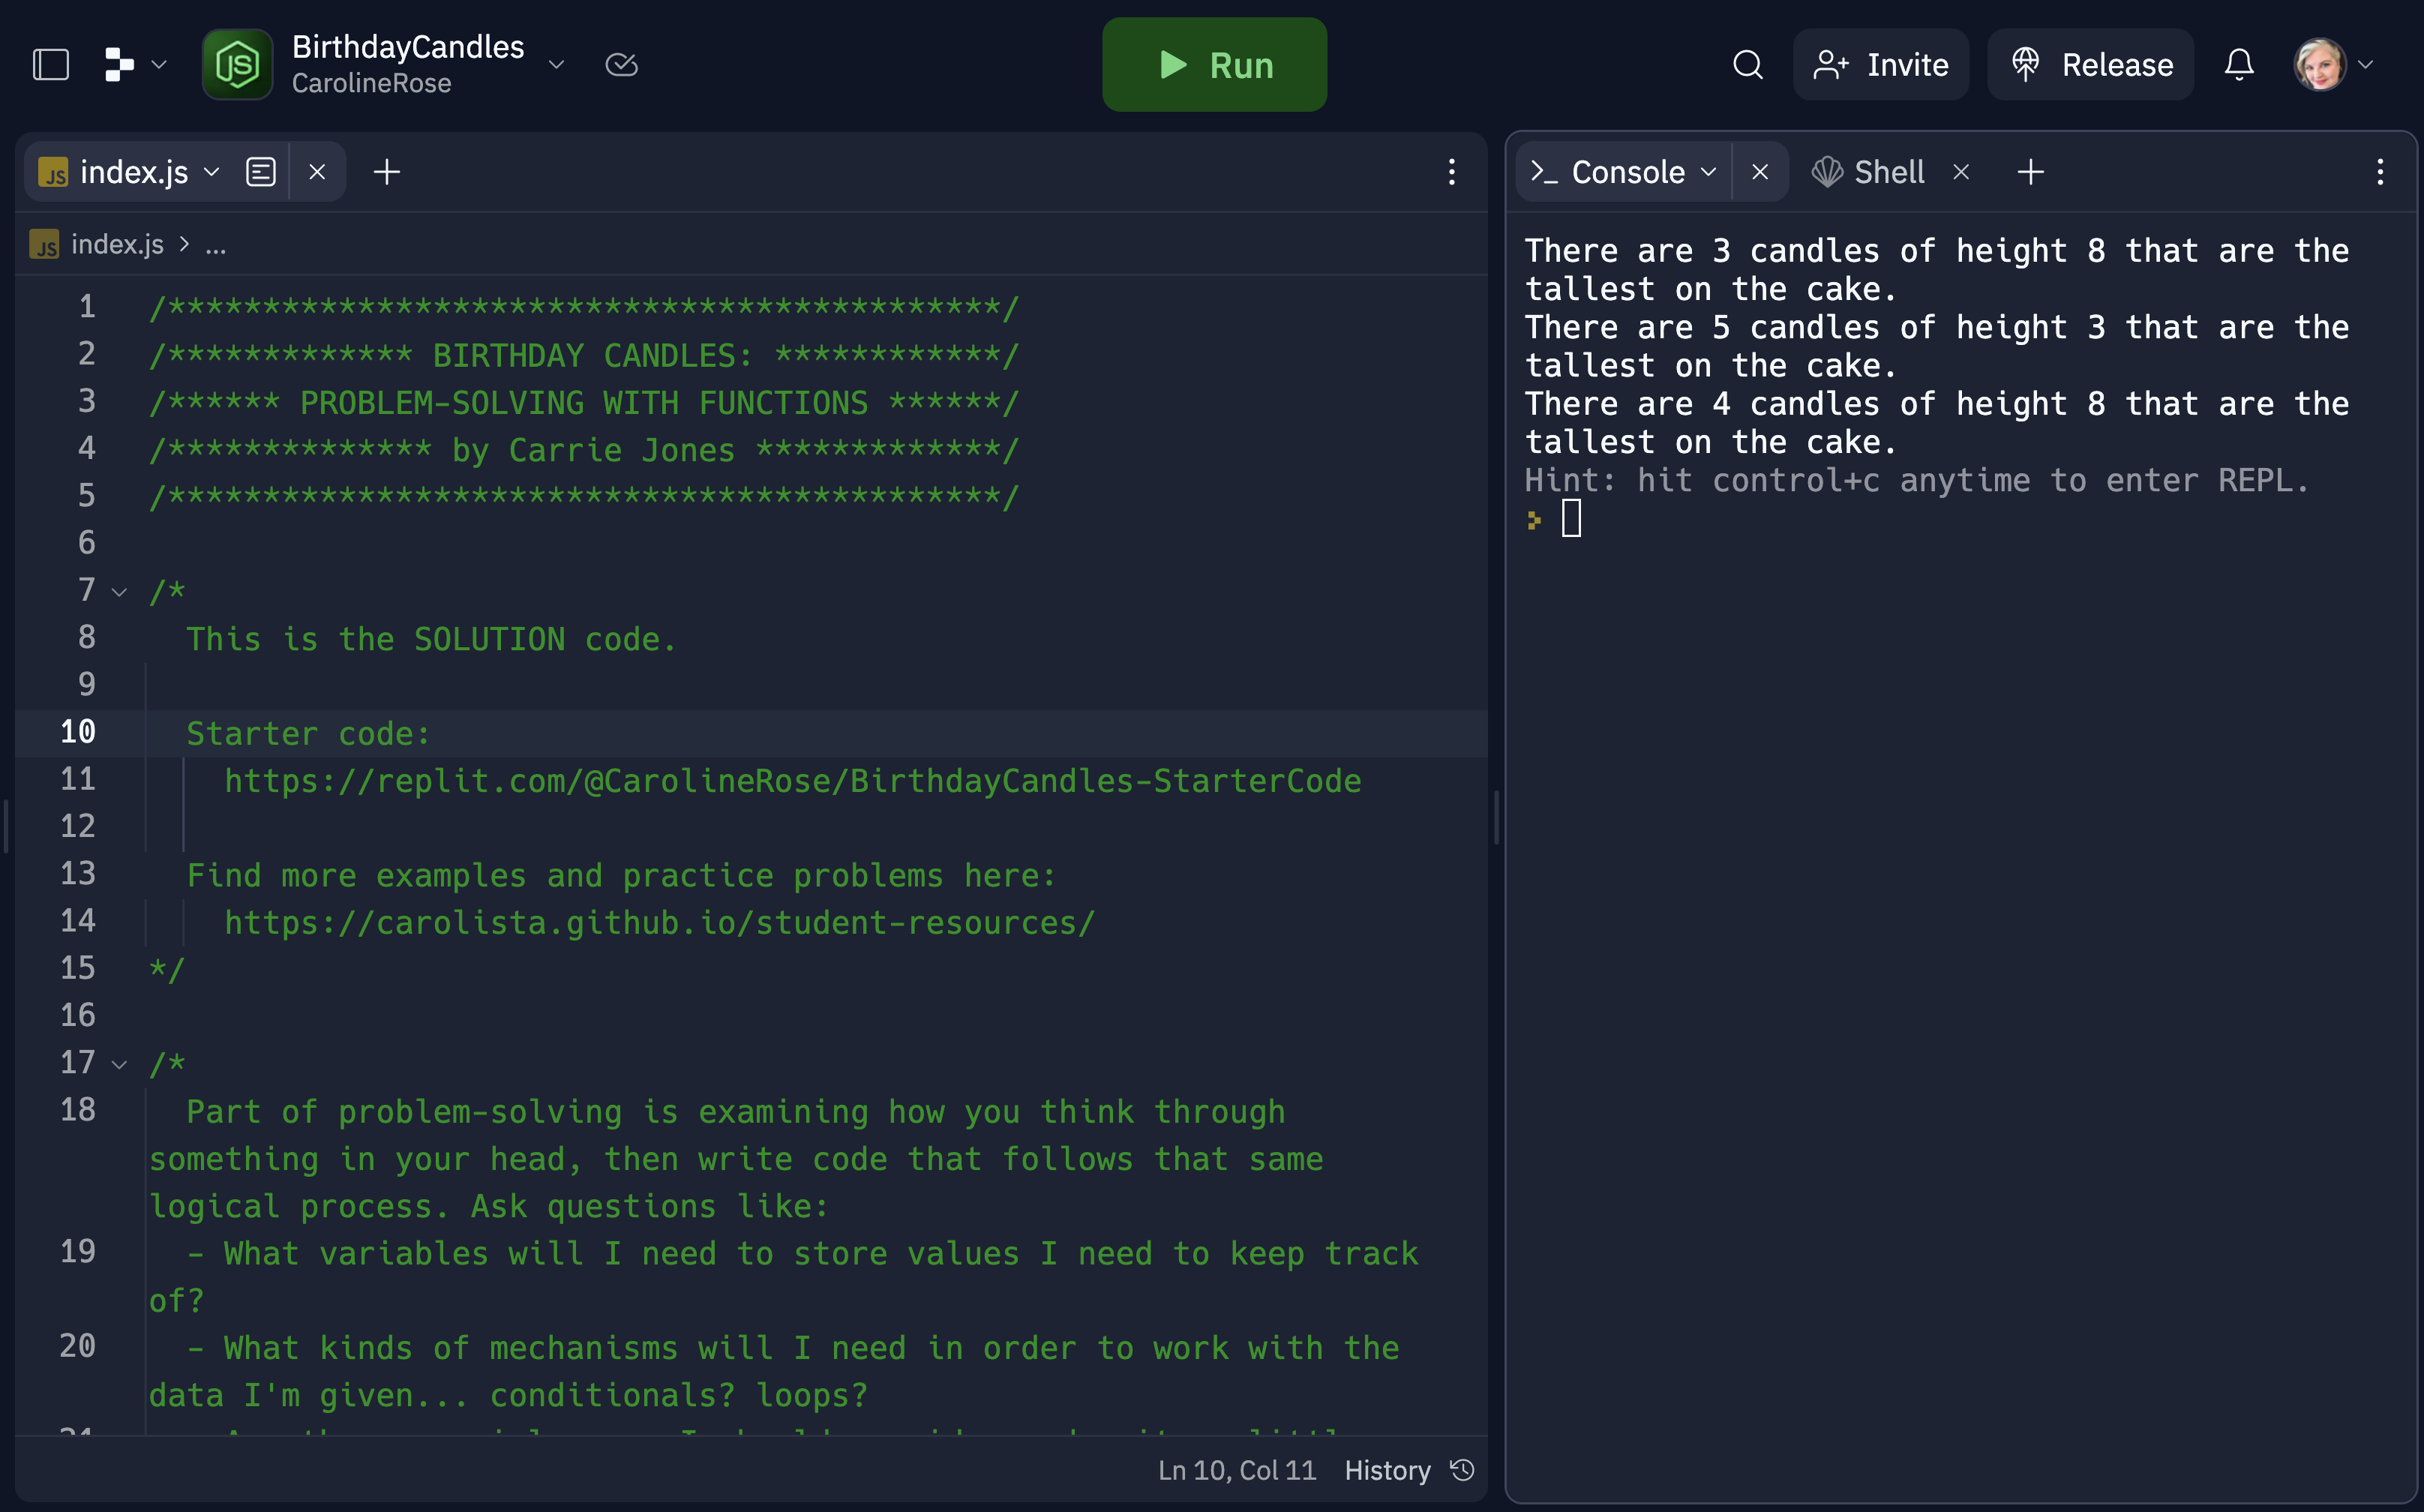 BirthdayCandles
CarolineRose
Run
Invite
Release
JS index.js
JS index.js > ...
1 /********************************************/
2 /************* BIRTHDAY CANDLES: ************/
3 /****** PROBLEM-SOLVING WITH FUNCTIONS ******/
4 /************** by Carrie Jones *************/
5 /********************************************/
6
7 /*
8 This is the SOLUTION code.
9
10 Starter code:
11 https://replit.com/@CarolineRose/BirthdayCandles-StarterCode
12
13 Find more examples and practice problems here:
14 https://carolista.github.io/student-resources/
15 */
16
17 /*
18 Part of problem-solving is examining how you think through
something in your head, then write code that follows that same
logical process. Ask questions like:
19 - What variables will I need to store values I need to keep track
of?
20 - What kinds of mechanisms will I need in order to work with the
data I'm given... conditionals? loops?
Ln 10, Col 11 History
>_ Console Shell
There are 3 candles of height 8 that are the
tallest on the cake.
There are 5 candles of height 3 that are the
tallest on the cake.
There are 4 candles of height 8 that are the
tallest on the cake.
Hint: hit control+c anytime to enter REPL.